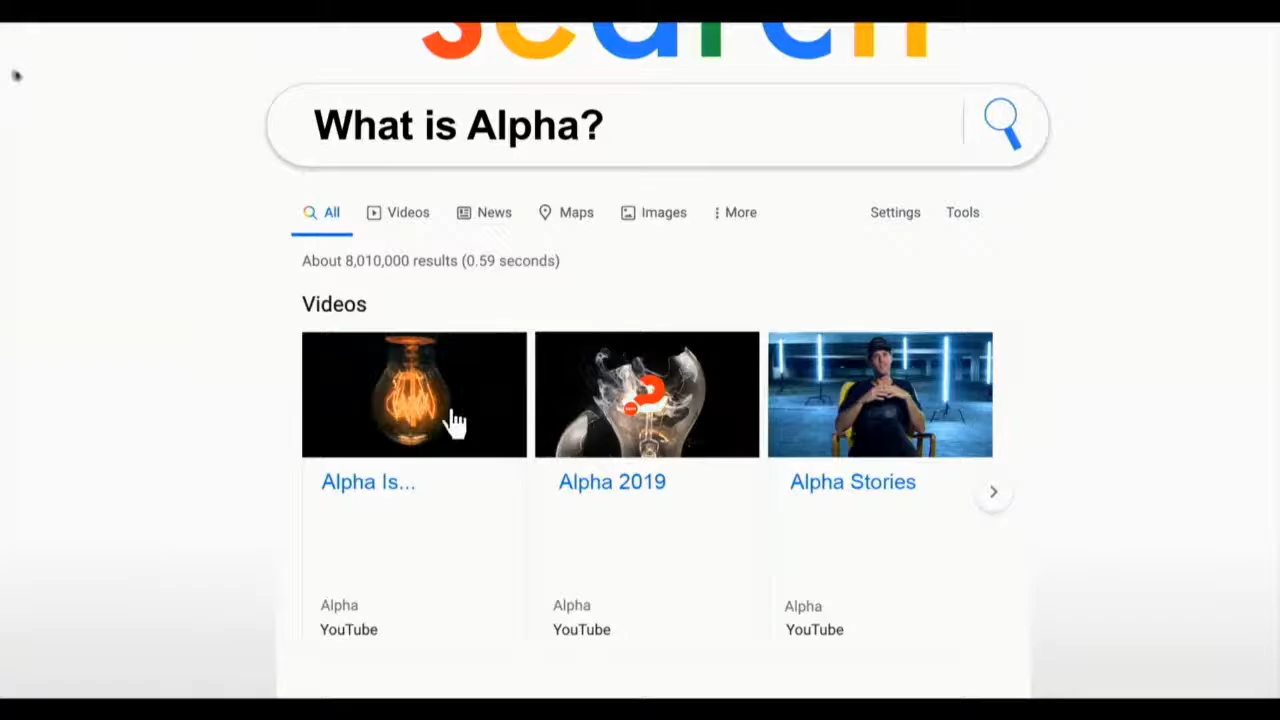 search
What is Alpha?
All Videos News Maps Images More Settings Tools
About 8,010,000 results (0.59 seconds)
Videos
Alpha Is... Alpha 2019 Alpha Stories
Alpha Alpha Alpha
YouTube YouTube YouTube